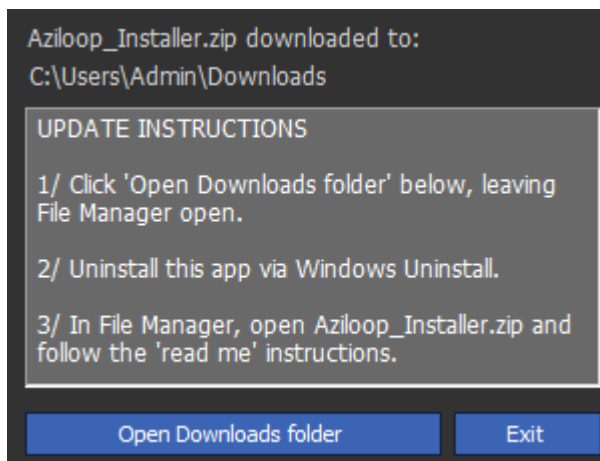 Aziloop_Installer.zip downloaded to:
C:\Users\Admin\Downloads
UPDATE INSTRUCTIONS
1/ Click 'Open Downloads folder' below, leaving
File Manager open.
2/ Uninstall this app via Windows Uninstall.
3/ In File Manager, open Aziloop_Installer.zip and
follow the 'read me' instructions.
Open Downloads folder
Exit